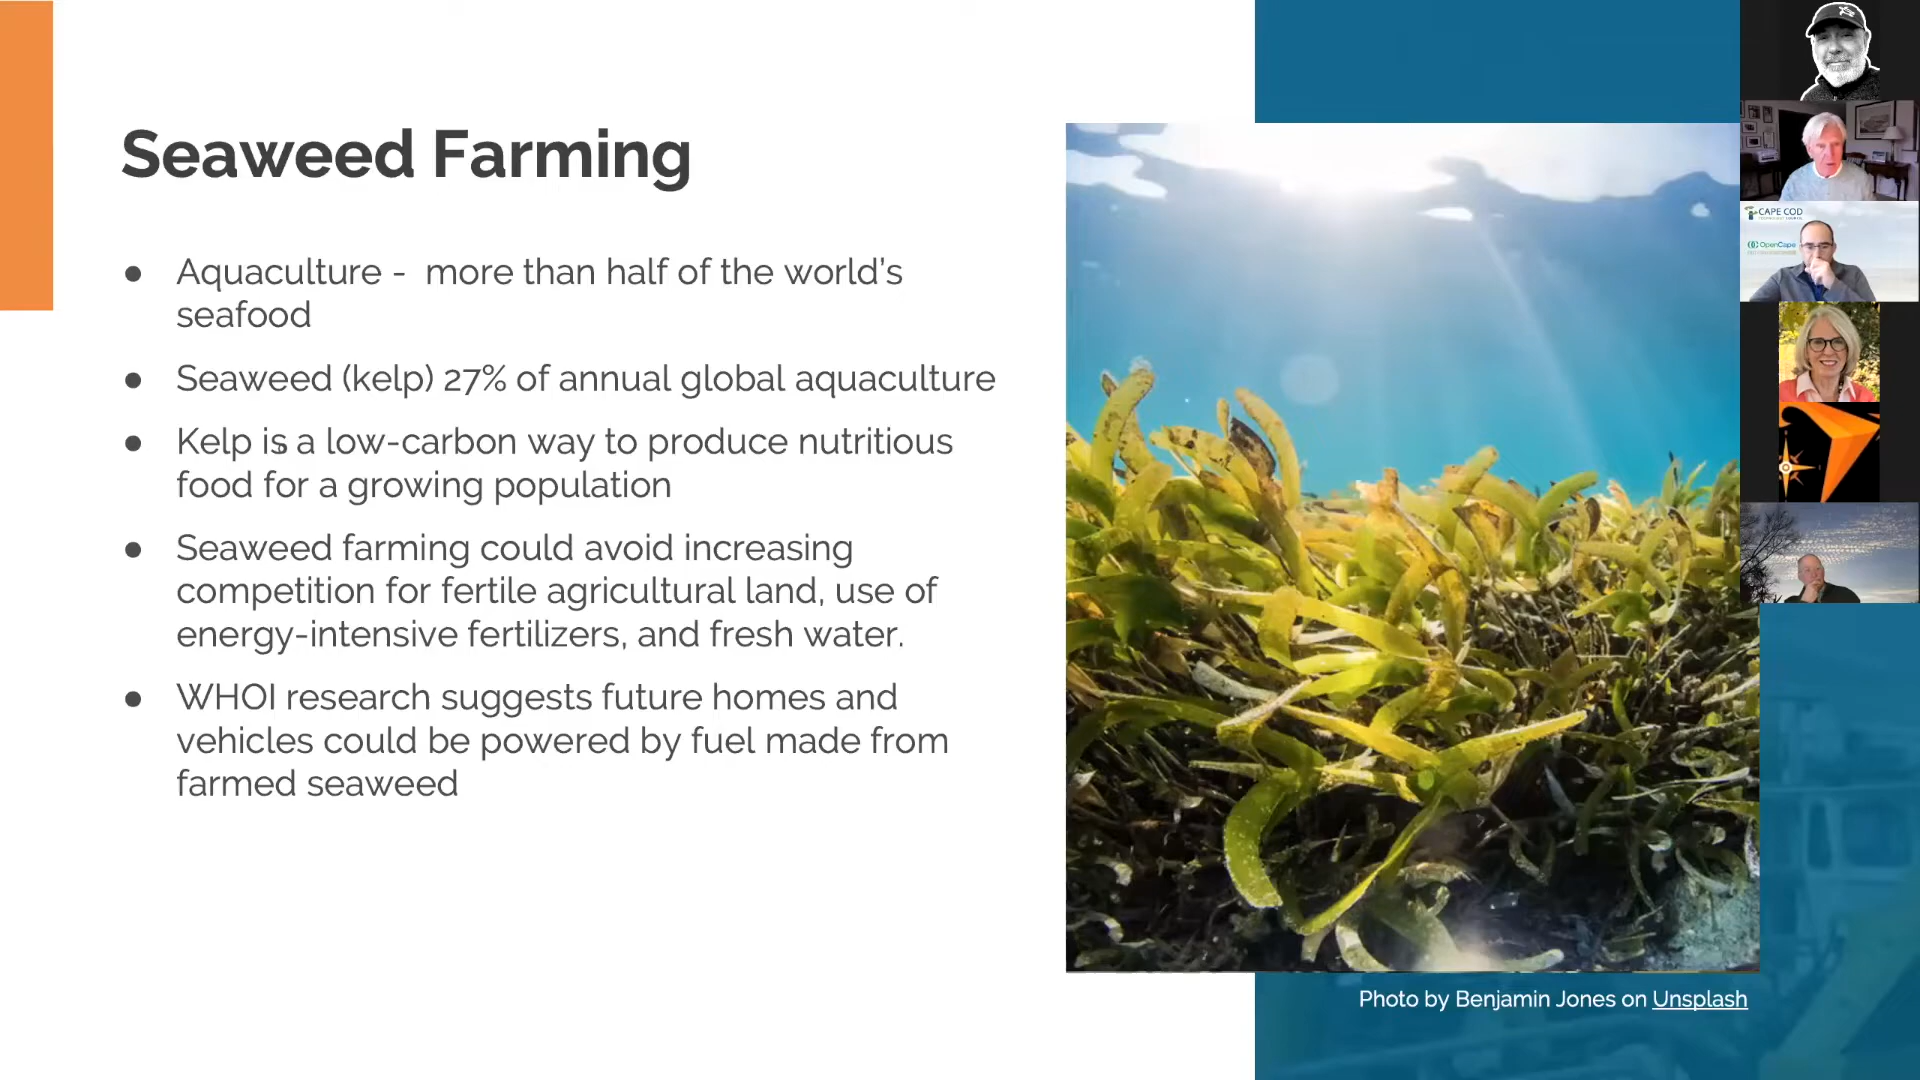 Seaweed Farming
● Aquaculture -  more than half of the world's
seafood
● Seaweed (kelp) 27% of annual global aquaculture
● Kelp is a low-carbon way to produce nutritious
food for a growing population
● Seaweed farming could avoid increasing
competition for fertile agricultural land, use of
energy-intensive fertilizers, and fresh water.
● WHOI research suggests future homes and
vehicles could be powered by fuel made from
farmed seaweed
Photo by Benjamin Jones on Unsplash
CAPE COD
OpenCape